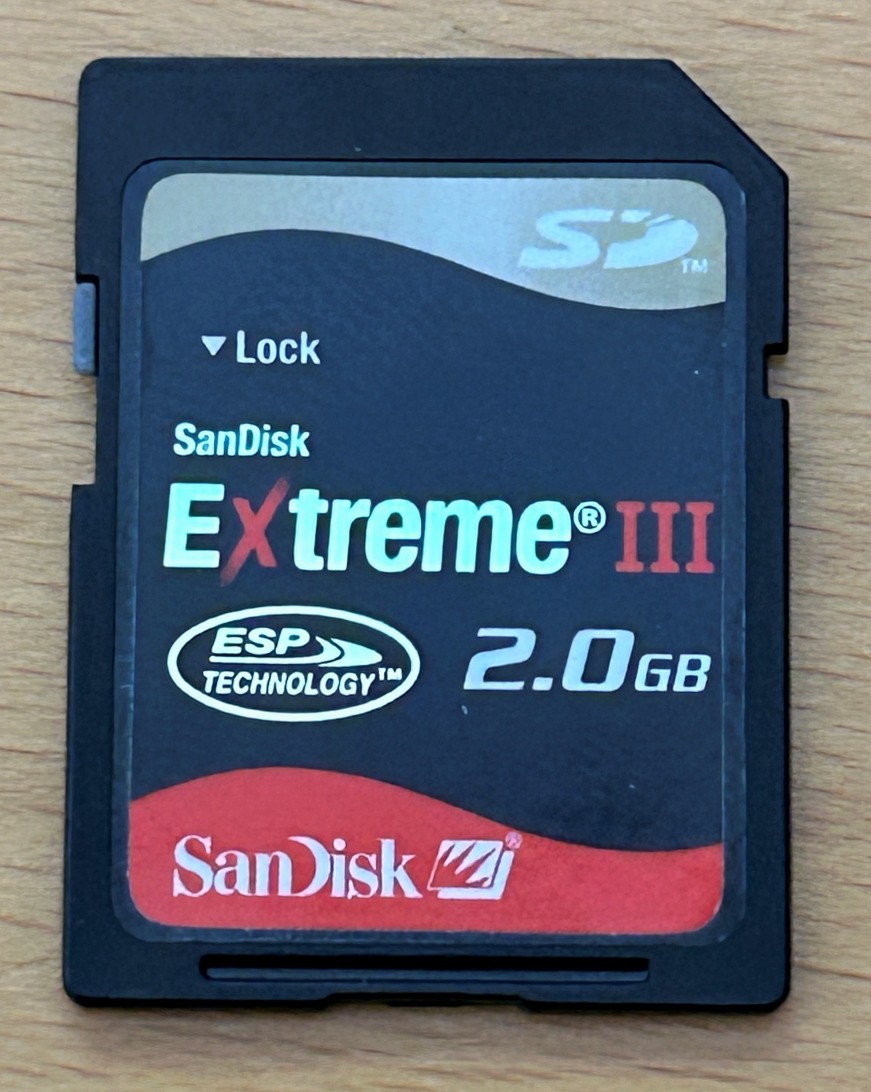 SD™
▼ Lock
SanDisk
Extreme® III
ESP
TECHNOLOGY™
2.0GB
SanDisk®